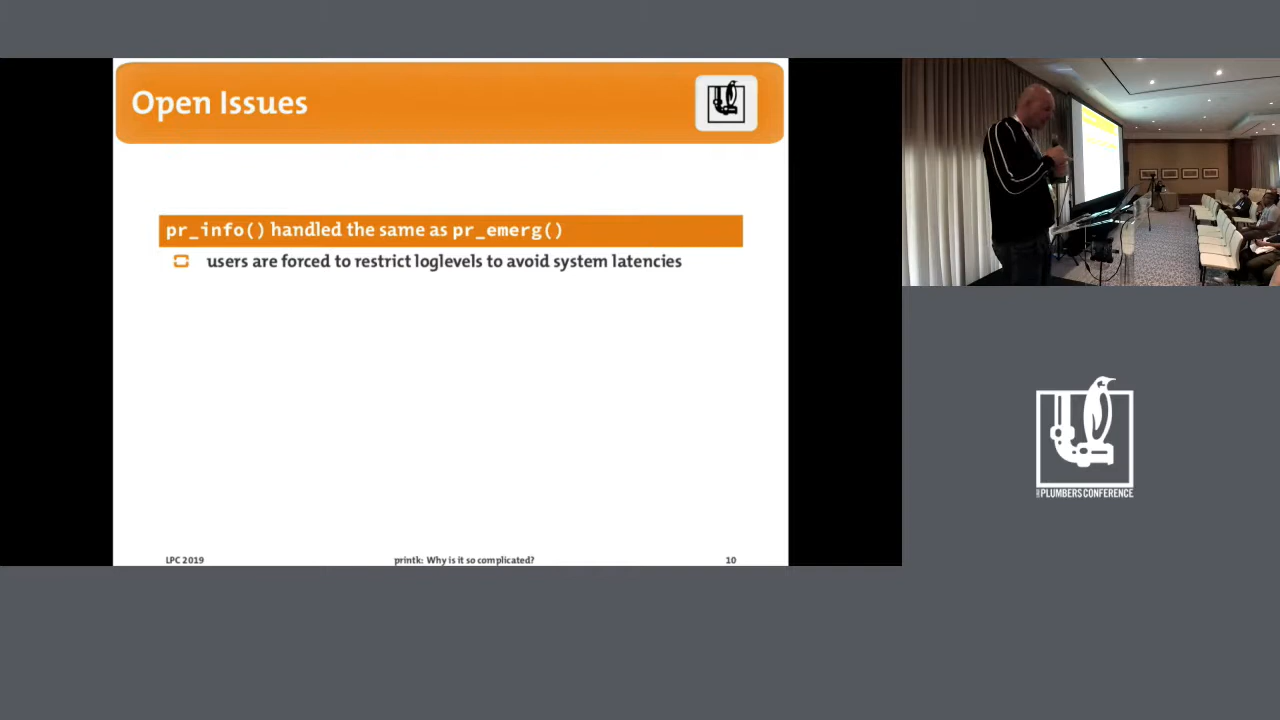 Open Issues
pr_info() handled the same as pr_emerg()
users are forced to restrict loglevels to avoid system latencies
LPC 2019
printk: Why is it so complicated?
10
PLUMBERS CONFERENCE